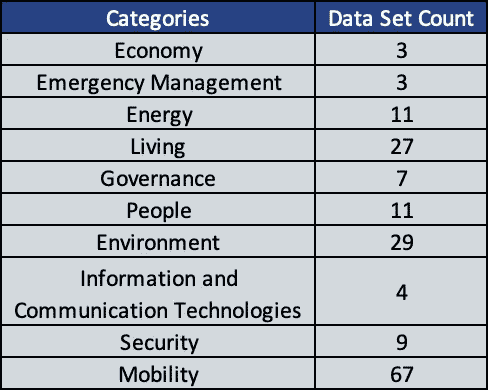 Categories Data Set Count
Economy 3
Emergency Management 3
Energy 11
Living 27
Governance 7
People 11
Environment 29
Information and
Communication Technologies 4
Security 9
Mobility 67